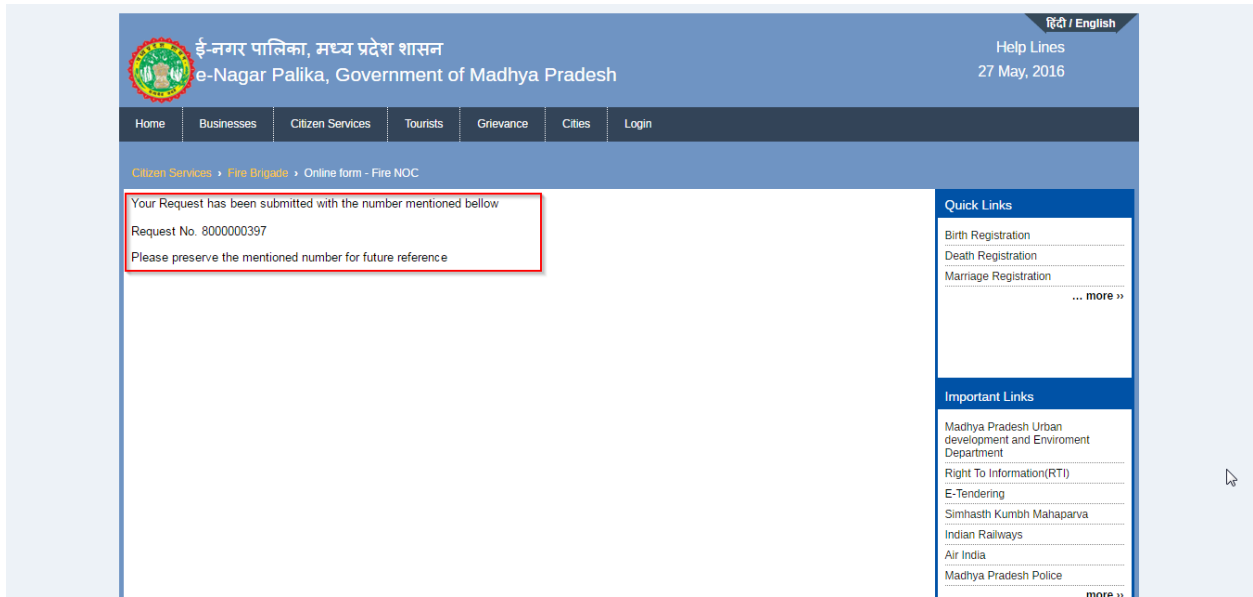 हिंदी / English
ई-नगर पालिका, मध्य प्रदेश शासन
e-Nagar Palika, Government of Madhya Pradesh
Help Lines
27 May, 2016
Home Businesses Citizen Services Tourists Grievance Cities Login
Citizen Services › Fire Brigade › Online form - Fire NOC
Your Request has been submitted with the number mentioned bellow
Request No. 8000000397
Please preserve the mentioned number for future reference
Quick Links
Birth Registration
Death Registration
Marriage Registration
... more ››
Important Links
Madhya Pradesh Urban
development and Enviroment
Department
Right To Information(RTI)
E-Tendering
Simhasth Kumbh Mahaparva
Indian Railways
Air India
Madhya Pradesh Police
more ››